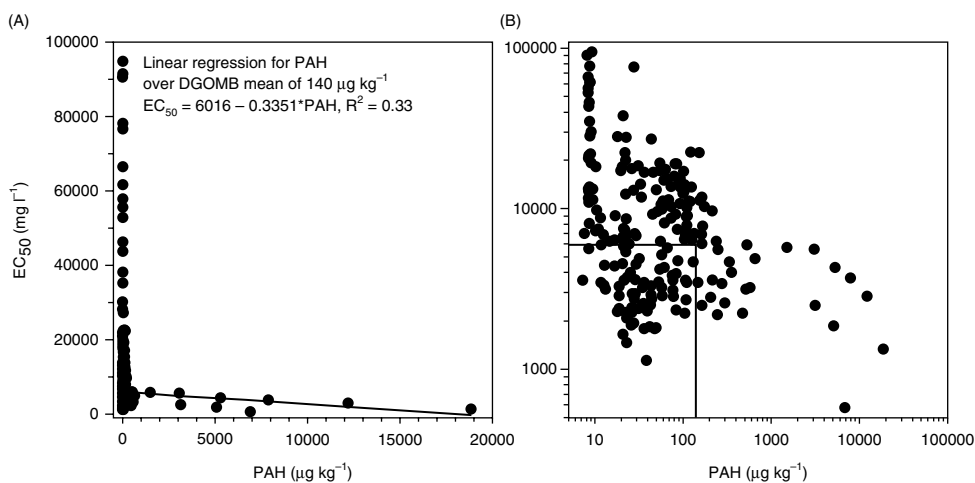 (A)
100000
80000
60000
40000
20000
0
EC50 (mg l−1)
Linear regression for PAH
over DGOMB mean of 140 μg kg−1
EC50 = 6016 – 0.3351*PAH, R2 = 0.33
0 5000 10000 15000 20000
PAH (μg kg−1)
(B)
100000
10000
1000
10 100 1000 10000 100000
PAH (μg kg−1)